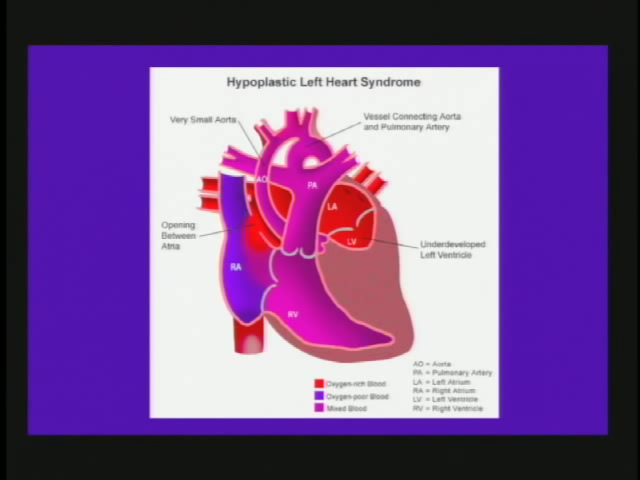 Hypoplastic Left Heart Syndrome
Very Small Aorta
Vessel Connecting Aorta
and Pulmonary Artery
AO
PA
LA
Opening
Between
Atria
LV
Underdeveloped
Left Ventricle
RA
RV
AO = Aorta
PA = Pulmonary Artery
LA = Left Atrium
RA = Right Atrium
LV = Left Ventricle
RV = Right Ventricle
Oxygen-rich Blood
Oxygen-poor Blood
Mixed Blood